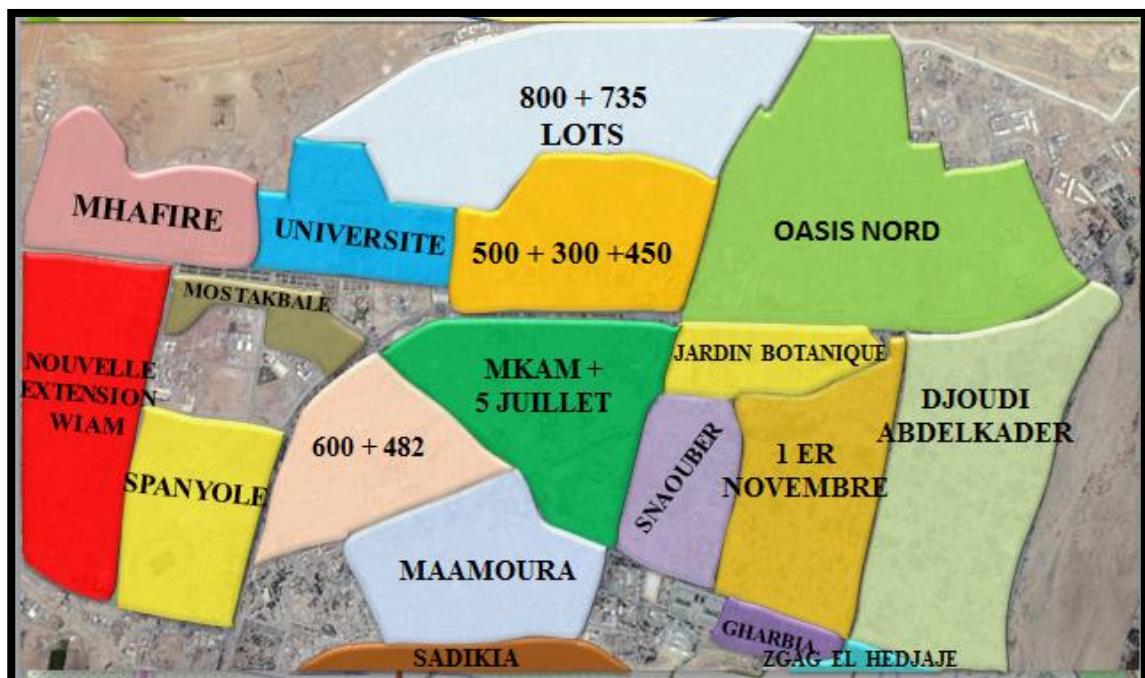 800 + 735
LOTS
MHAFIRE
UNIVERSITE
500 + 300 +450
OASIS NORD
MOSTAKBALE
NOUVELLE
EXTENSION
WIAM
MKAM +
5 JUILLET
JARDIN BOTANIQUE
DJOUDI
ABDELKADER
600 + 482
SPANYOLE
SNAOUBER
1 ER
NOVEMBRE
MAAMOURA
GHARBIA
SADIKIA
ZGAG EL HEDJAJE